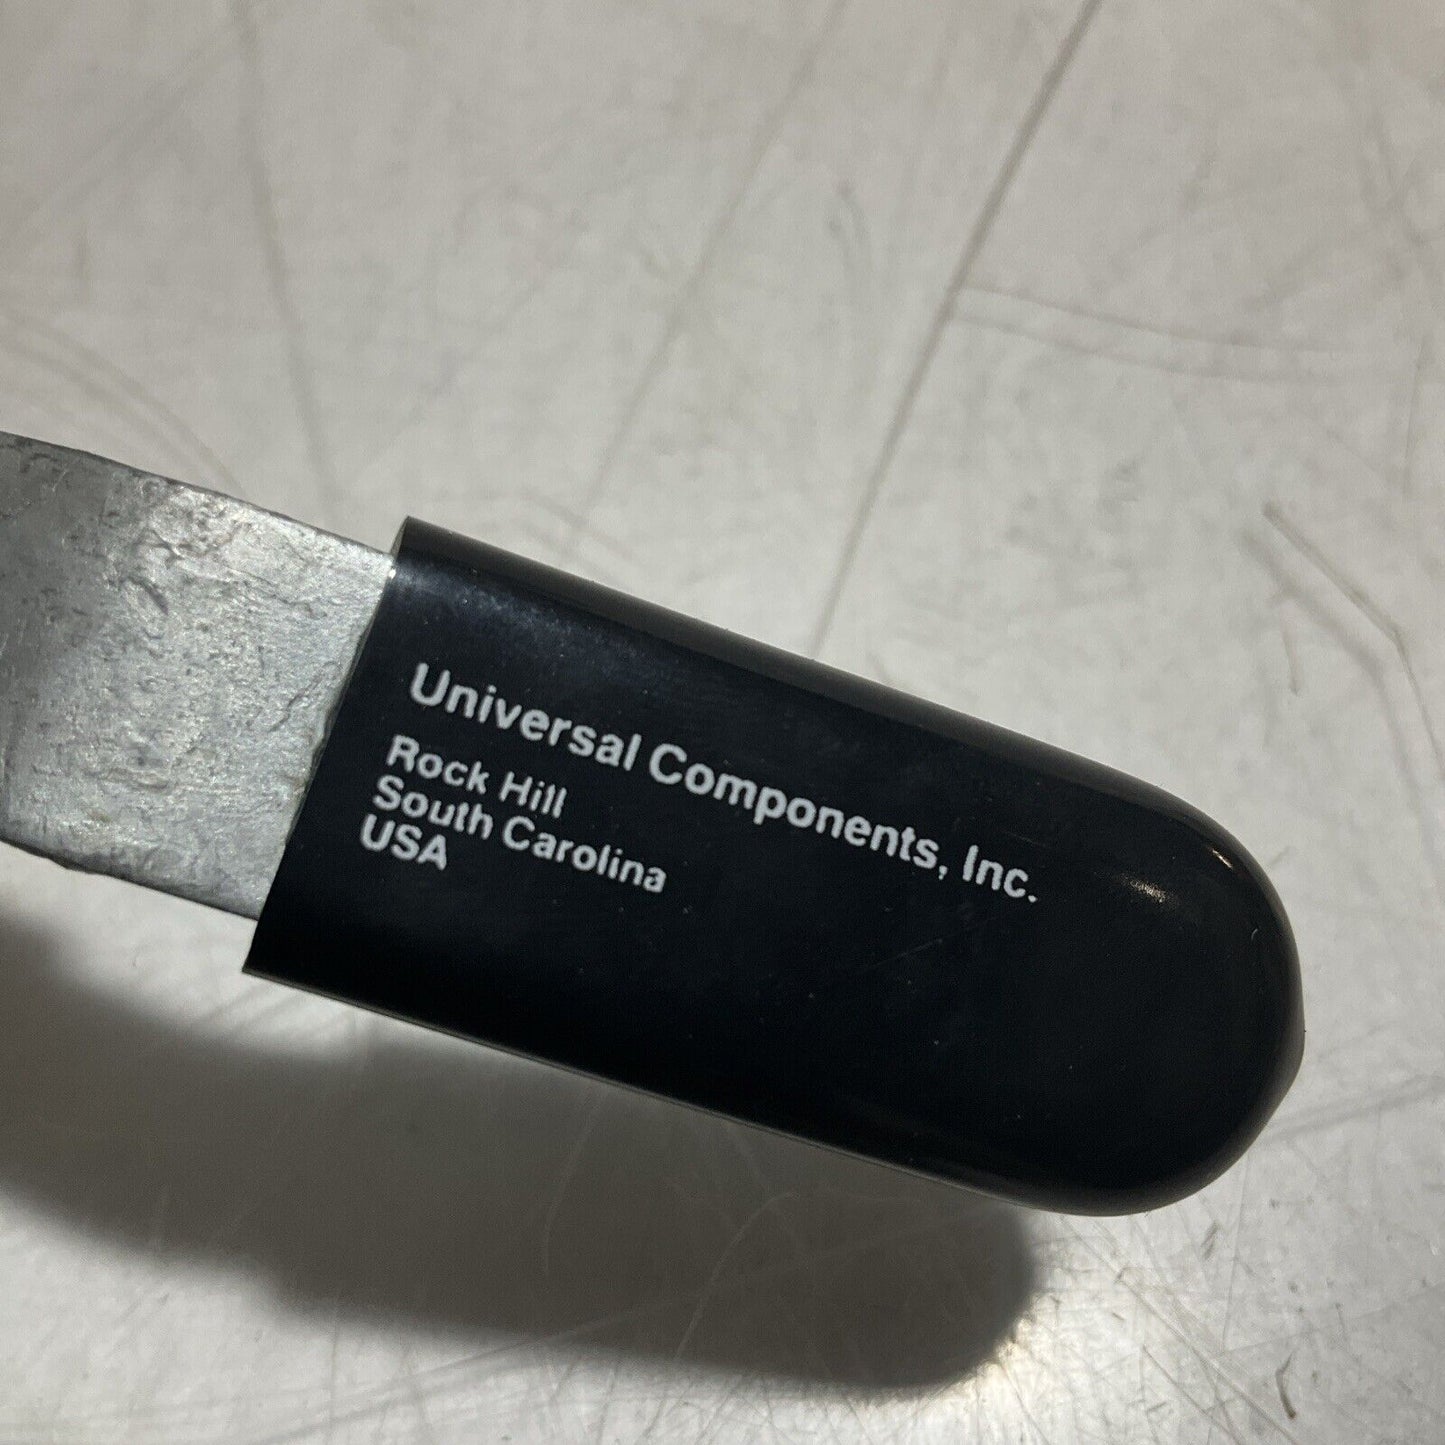 Universal Components, Inc.
Rock Hill
South Carolina
USA